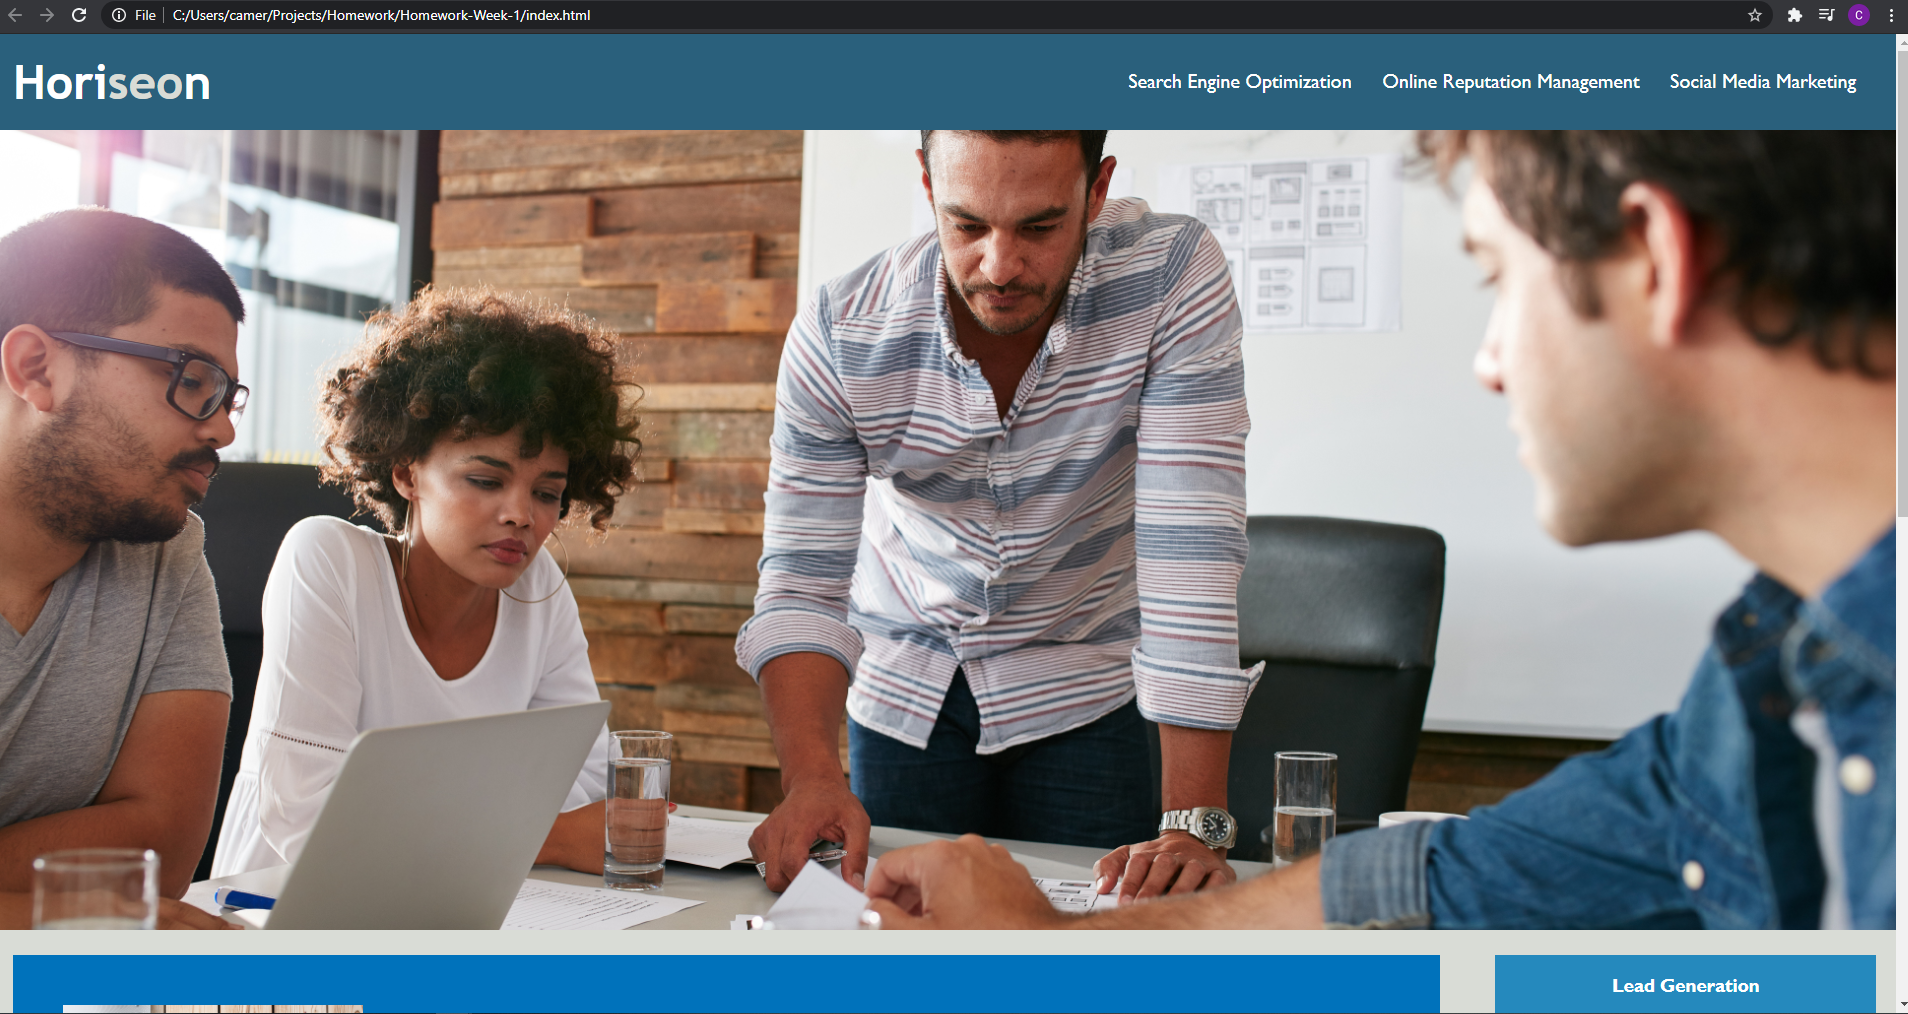 File
C:/Users/camer/Projects/Homework/Homework-Week-1/index.html
C
Horiseon
Search Engine Optimization
Online Reputation Management
Social Media Marketing
Lead Generation